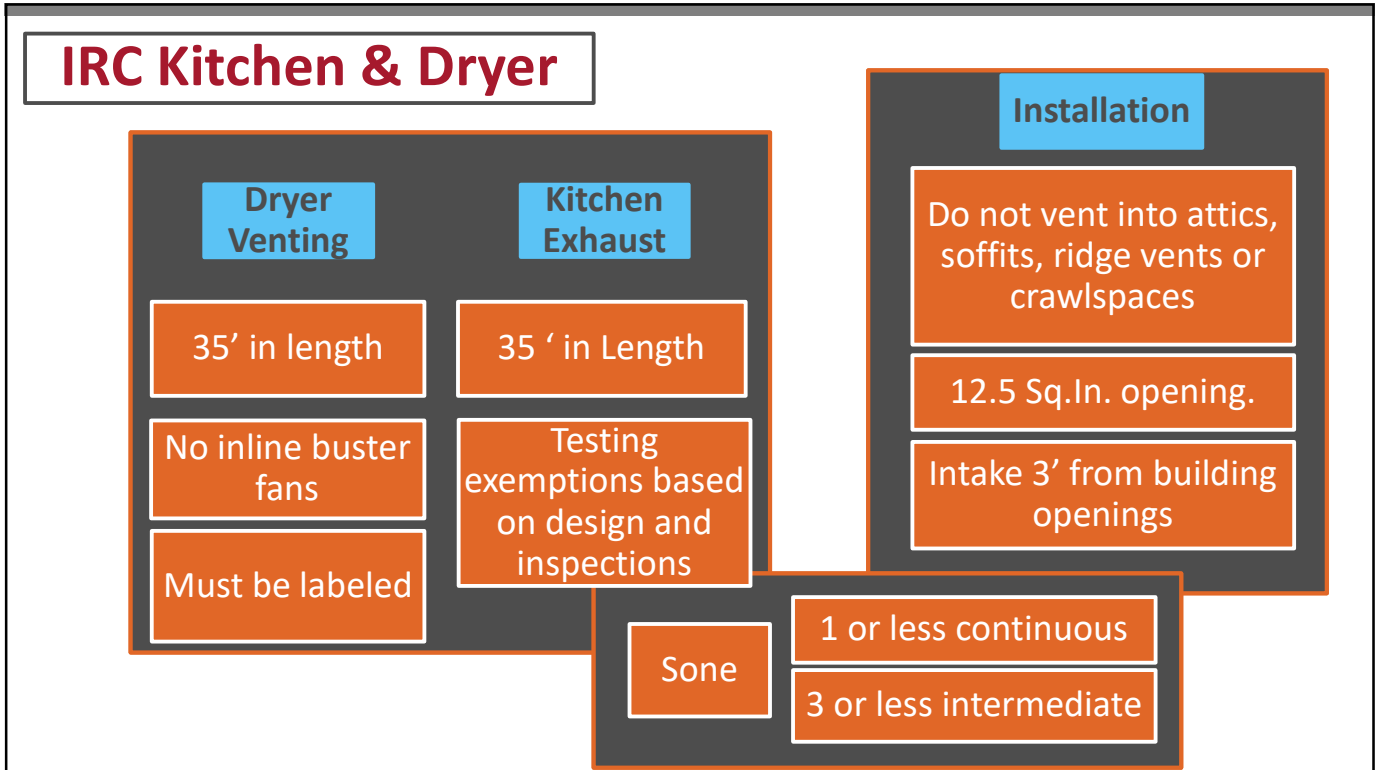 IRC Kitchen & Dryer
Dryer
Venting
35’ in length
No inline buster
fans
Must be labeled
Kitchen
Exhaust
35 ‘ in Length
Testing
exemptions based
on design and
inspections
Installation
Do not vent into attics,
soffits, ridge vents or
crawlspaces
12.5 Sq.In. opening.
Intake 3’ from building
openings
Sone
1 or less continuous
3 or less intermediate